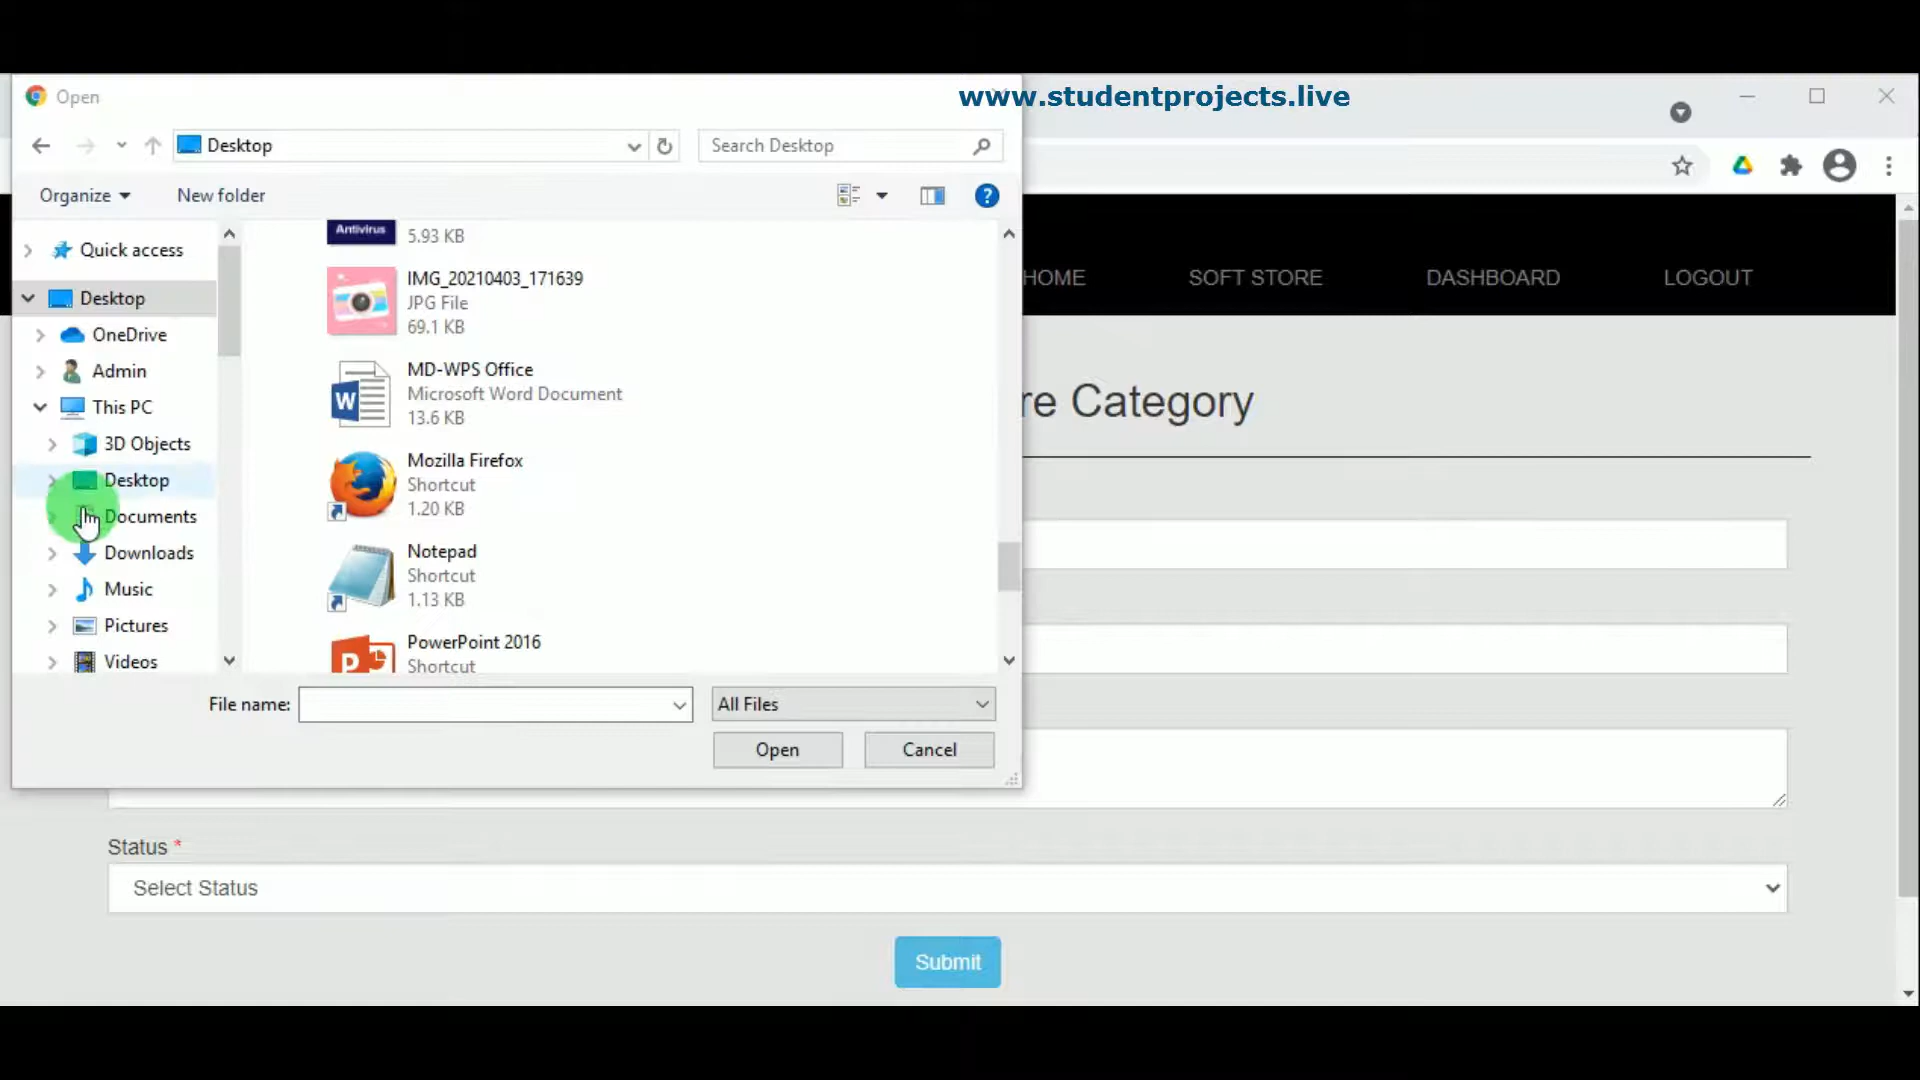 Open
www.studentprojects.live
Desktop
Search Desktop
Organize
New folder
Quick access
Desktop
OneDrive
Admin
This PC
3D Objects
Desktop
Documents
Downloads
Music
Pictures
Videos
Antivirus
5.93 KB
IMG_20210403_171639
JPG File
69.1 KB
MD-WPS Office
Microsoft Word Document
13.6 KB
Mozilla Firefox
Shortcut
1.20 KB
Notepad
Shortcut
1.13 KB
PowerPoint 2016
Shortcut
File name:
All Files
Open
Cancel
HOME
SOFT STORE
DASHBOARD
LOGOUT
re Category
Status *
Select Status
Submit